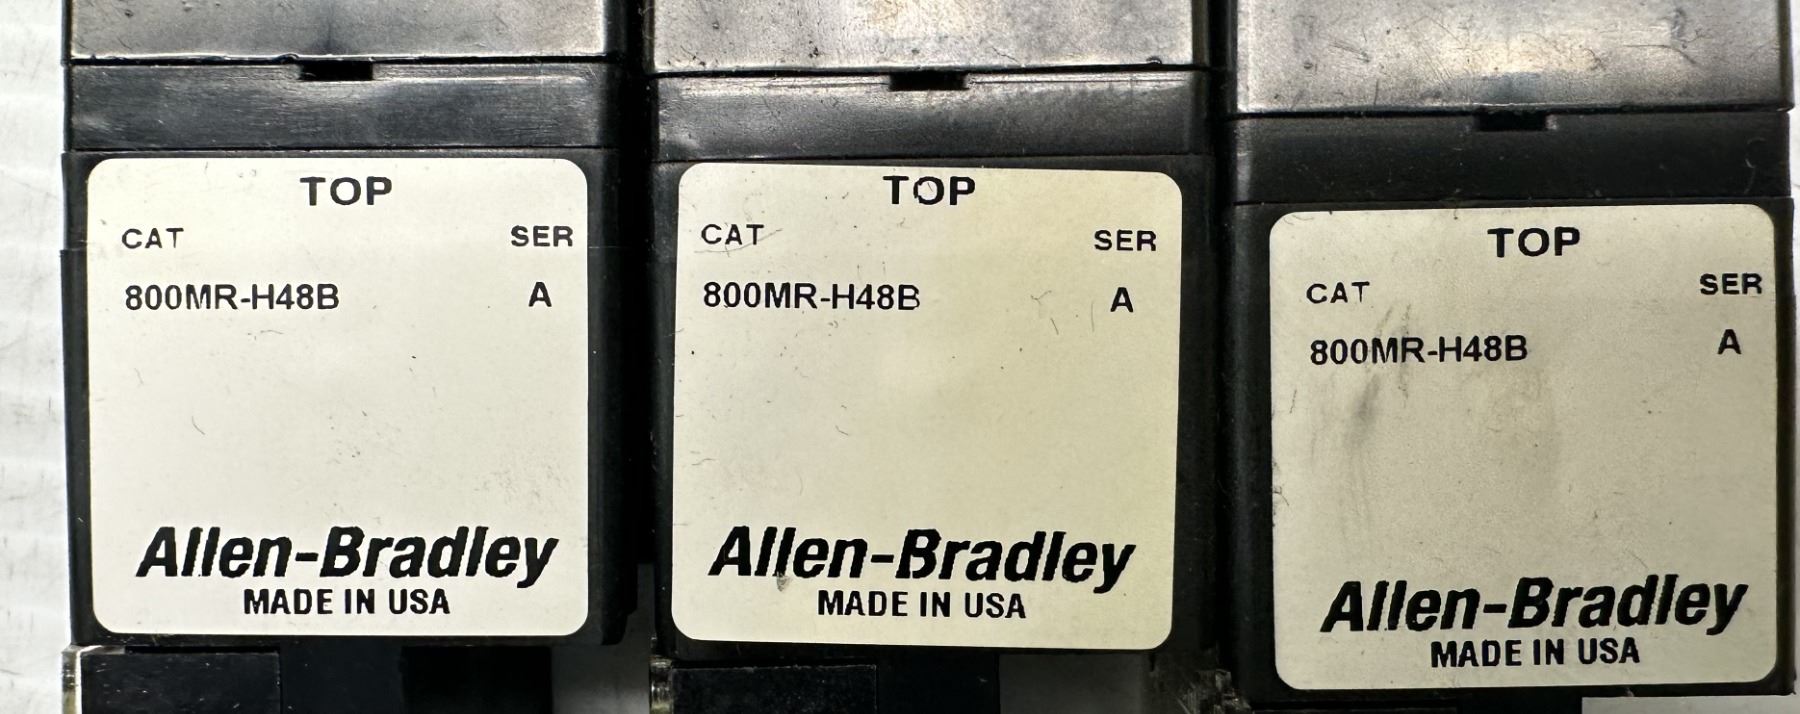 TOP
CAT SER
800MR-H48B A
Allen-Bradley
MADE IN USA
TOP
CAT SER
800MR-H48B A
Allen-Bradley
MADE IN USA
TOP
CAT SER
800MR-H48B A
Allen-Bradley
MADE IN USA